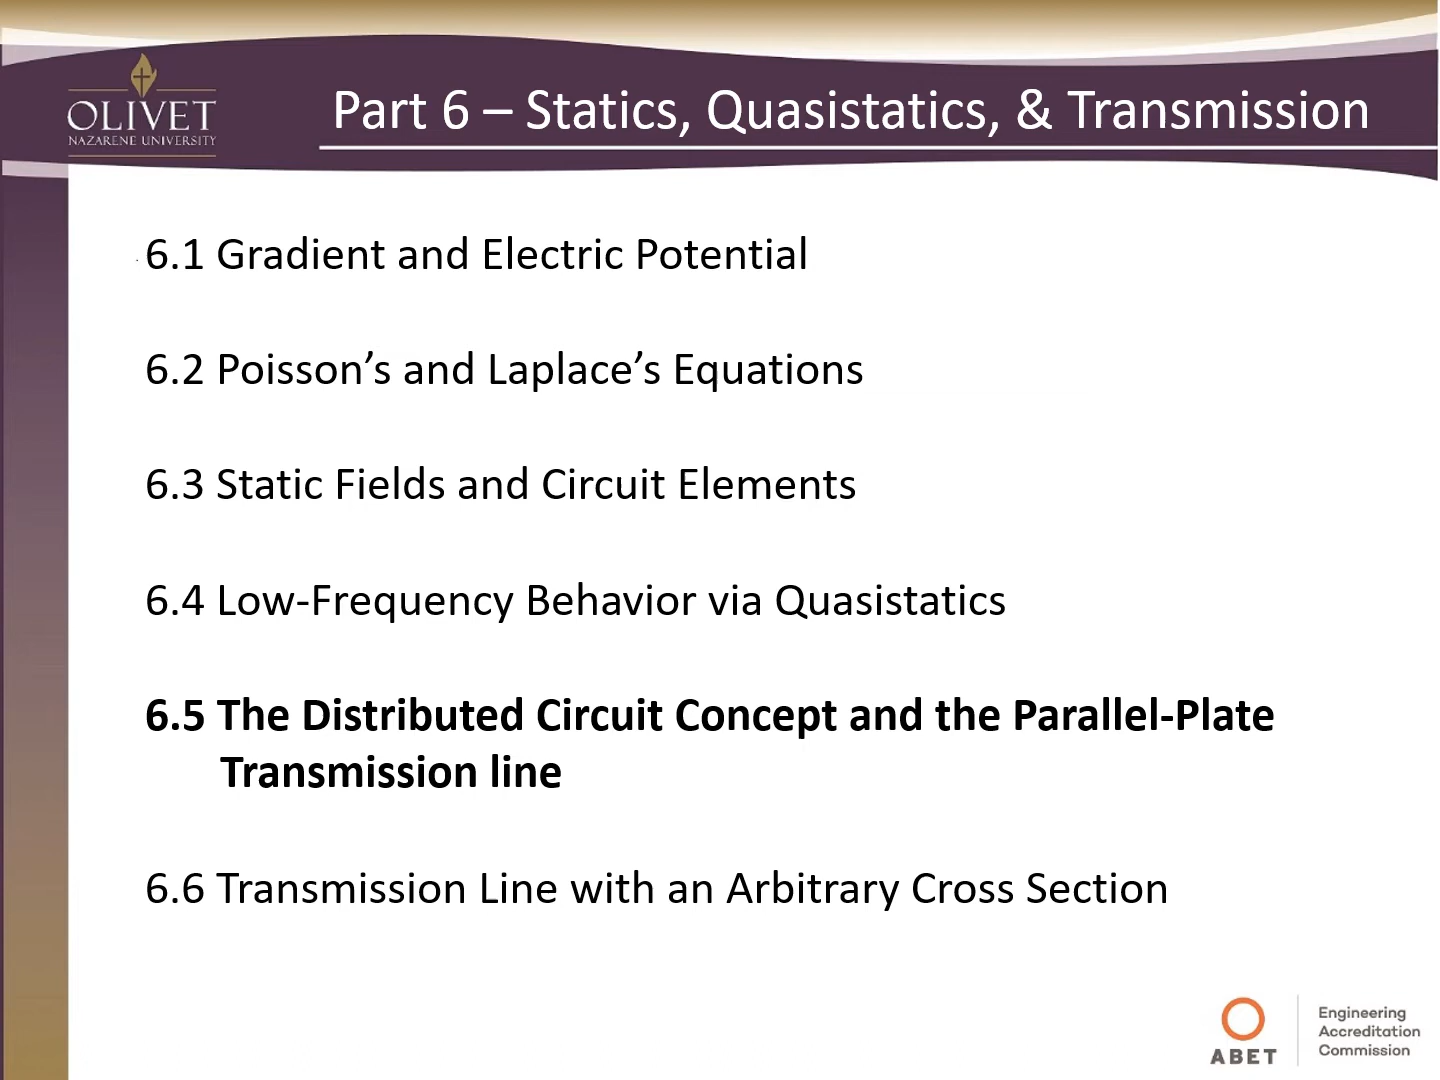 OLIVET
NAZARENE UNIVERSITY
Part 6 – Statics, Quasistatics, & Transmission
6.1 Gradient and Electric Potential
6.2 Poisson’s and Laplace’s Equations
6.3 Static Fields and Circuit Elements
6.4 Low-Frequency Behavior via Quasistatics
6.5 The Distributed Circuit Concept and the Parallel-Plate
Transmission line
6.6 Transmission Line with an Arbitrary Cross Section
ABET
Engineering
Accreditation
Commission